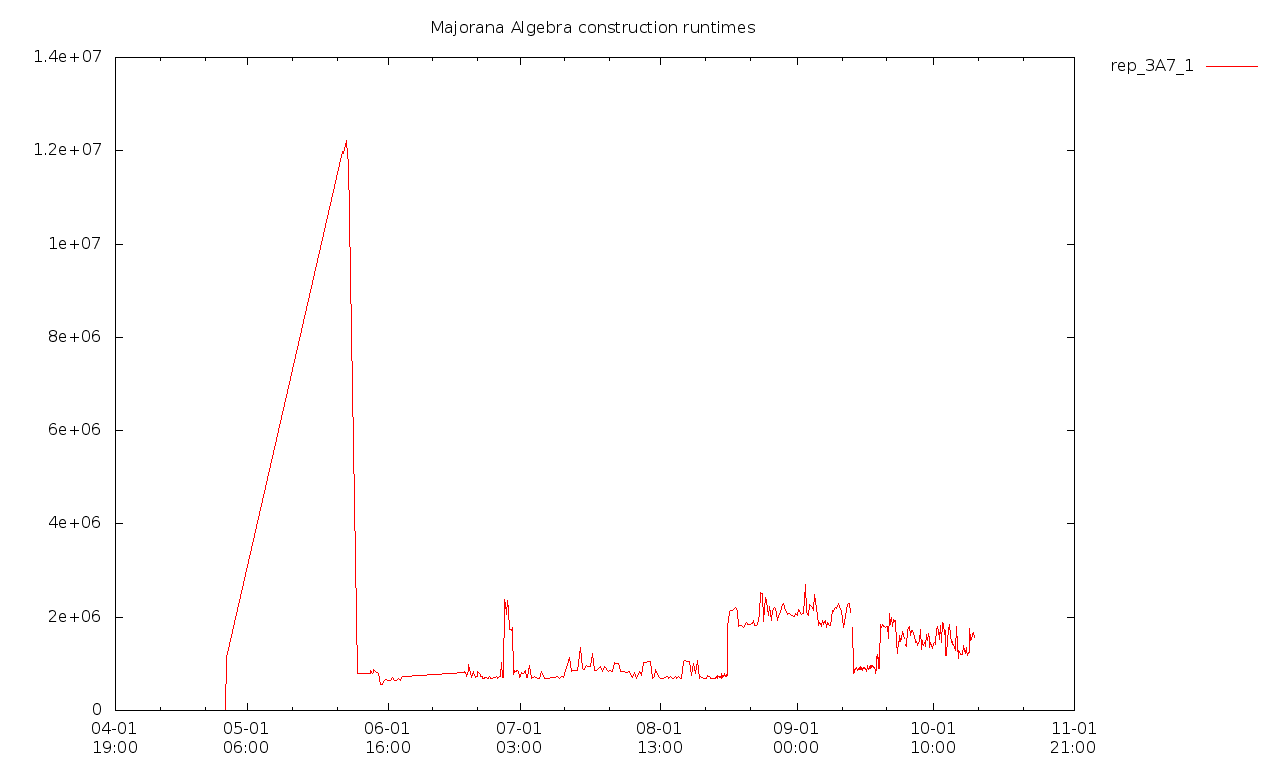 Majorana Algebra construction runtimes
rep_3A7_1
1.4e+07
1.2e+07
1e+07
8e+06
6e+06
4e+06
2e+06
0
04-01 05-01 06-01 07-01 08-01 09-01 10-01 11-01
19:00 06:00 16:00 03:00 13:00 00:00 10:00 21:00